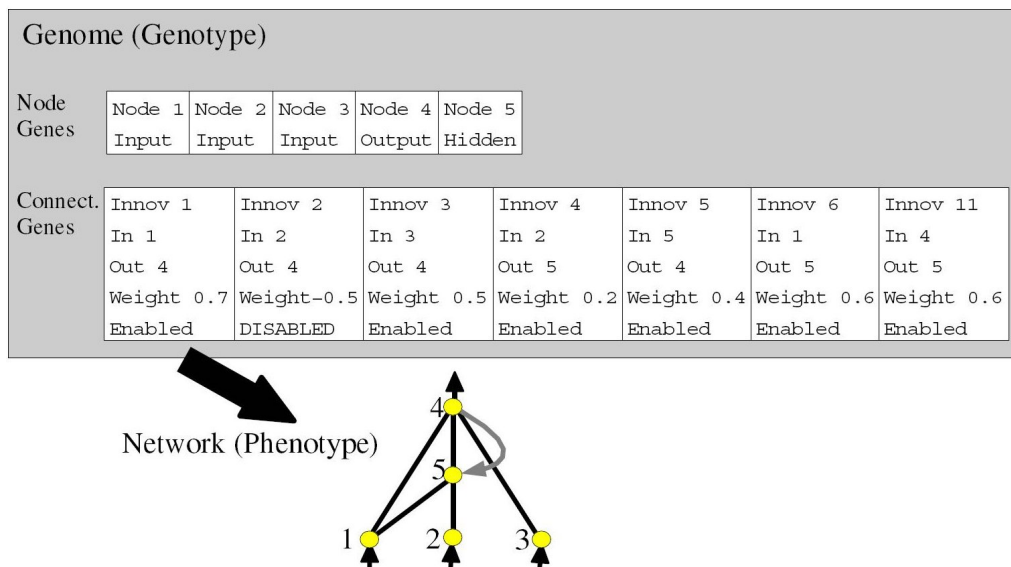 Genome (Genotype)
Node Genes
Node 1 Node 2 Node 3 Node 4 Node 5
Input Input Input Output Hidden
Connect. Genes
Innov 1 Innov 2 Innov 3 Innov 4 Innov 5 Innov 6 Innov 11
In 1 In 2 In 3 In 2 In 5 In 1 In 4
Out 4 Out 4 Out 4 Out 5 Out 4 Out 5 Out 5
Weight 0.7 Weight-0.5 Weight 0.5 Weight 0.2 Weight 0.4 Weight 0.6 Weight 0.6
Enabled DISABLED Enabled Enabled Enabled Enabled Enabled
Network (Phenotype)
4
5
1 2 3